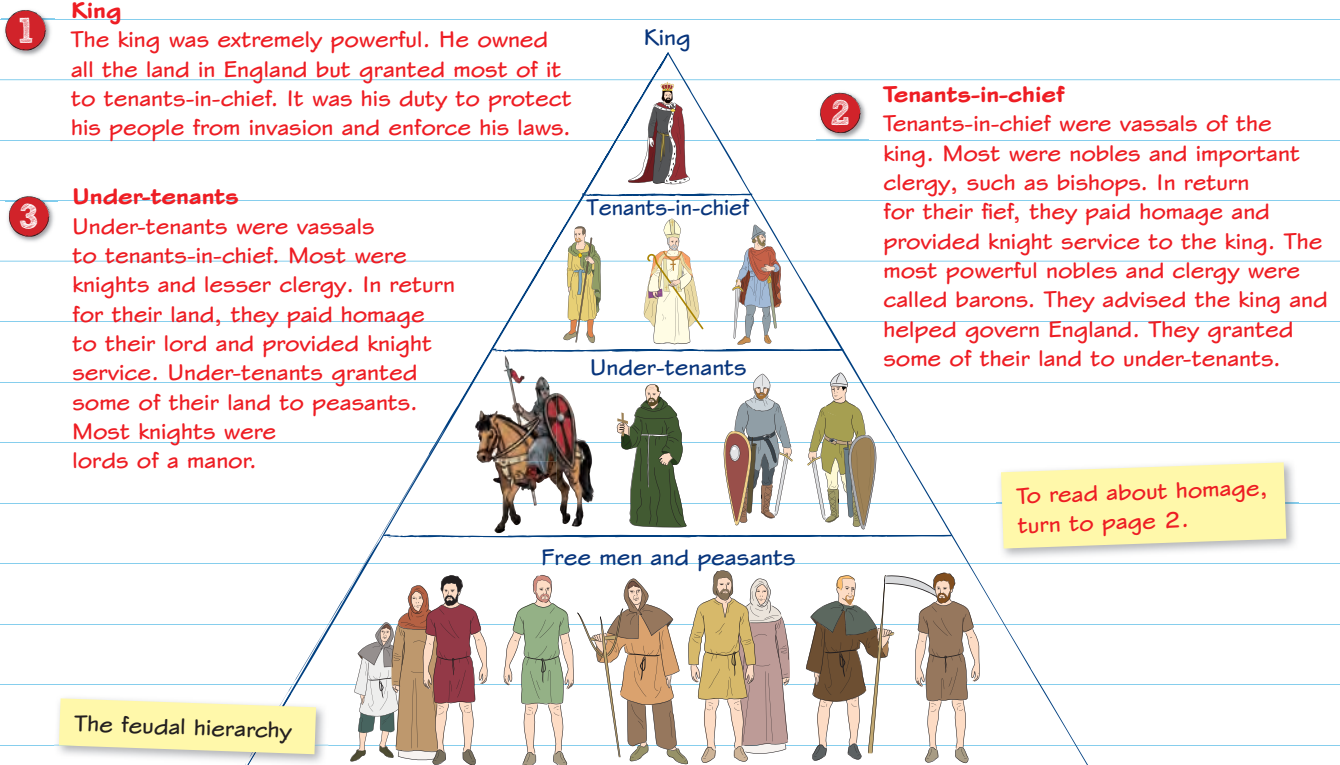 1
King
The king was extremely powerful. He owned
all the land in England but granted most of it
to tenants-in-chief. It was his duty to protect
his people from invasion and enforce his laws.
King
2
Tenants-in-chief
Tenants-in-chief were vassals of the
king. Most were nobles and important
clergy, such as bishops. In return
for their fief, they paid homage and
provided knight service to the king. The
most powerful nobles and clergy were
called barons. They advised the king and
helped govern England. They granted
some of their land to under-tenants.
3
Under-tenants
Under-tenants were vassals
to tenants-in-chief. Most were
knights and lesser clergy. In return
for their land, they paid homage
to their lord and provided knight
service. Under-tenants granted
some of their land to peasants.
Most knights were
lords of a manor.
Tenants-in-chief
Under-tenants
To read about homage,
turn to page 2.
Free men and peasants
The feudal hierarchy